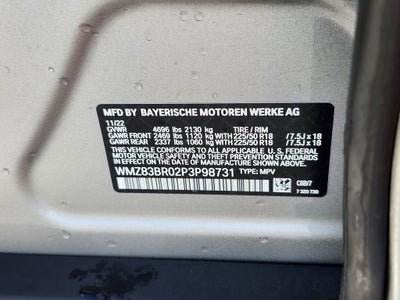 MFD BY BAYERISCHE MOTOREN WERKE AG
11/22
GVWR 4696 lbs 2130 kg TIRE / RIM
GAWR FRONT 2469 lbs 1120 kg WITH 225/50 R18 / 7.5J x 18
GAWR REAR 2337 lbs 1060 kg WITH 225/50 R18 / 7.5J x 18
THIS VEHICLE CONFORMS TO ALL APPLICABLE U. S. FEDERAL
MOTOR VEHICLE SAFETY STANDARDS IN EFFECT ON THE
DATE OF MANUFACTURE SHOWN ABOVE.
WMZ83BR02P3P98731 TYPE: MPV